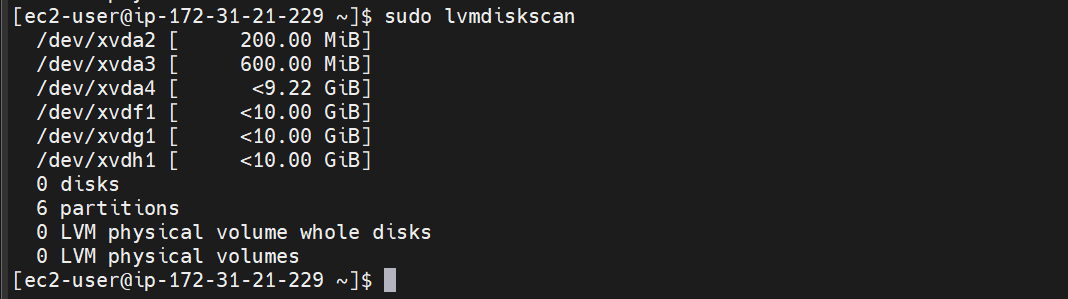 [ec2-user@ip-172-31-21-229 ~]$ sudo lvmdiskscan
  /dev/xvda2 [     200.00 MiB]
  /dev/xvda3 [     600.00 MiB]
  /dev/xvda4 [      <9.22 GiB]
  /dev/xvdf1 [     <10.00 GiB]
  /dev/xvdg1 [     <10.00 GiB]
  /dev/xvdh1 [     <10.00 GiB]
  0 disks
  6 partitions
  0 LVM physical volume whole disks
  0 LVM physical volumes
[ec2-user@ip-172-31-21-229 ~]$